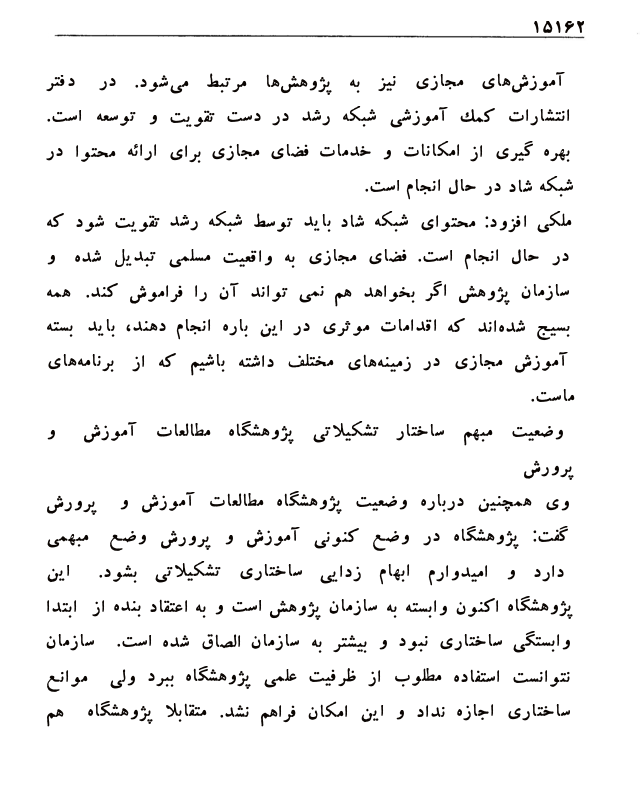 ۱۵۱۶۲
آموزش‌های مجازی نیز به پژوهش‌ها مرتبط می‌شود. در دفتر
انتشارات کمك آموزشی شبکه رشد در دست تقویت و توسعه است.
بهره گیری از امکانات و خدمات فضای مجازی برای ارائه محتوا در
شبکه شاد در حال انجام است.
ملکی افزود: محتوای شبکه شاد باید توسط شبکه رشد تقویت شود که
در حال انجام است. فضای مجازی به واقعیت مسلمی تبدیل شده و
سازمان پژوهش اگر بخواهد هم نمی تواند آن را فراموش کند. همه
بسیج شده‌اند که اقدامات موثری در این باره انجام دهند، باید بسته
آموزش مجازی در زمینه‌های مختلف داشته باشیم که از برنامه‌های
ماست.
وضعیت مبهم ساختار تشکیلاتی پژوهشگاه مطالعات آموزش و
پرورش
وی همچنین درباره وضعیت پژوهشگاه مطالعات آموزش و پرورش
گفت: پژوهشگاه در وضع کنونی آموزش و پرورش وضع مبهمی
دارد و امیدوارم ابهام زدایی ساختاری تشکیلاتی بشود. این
پژوهشگاه اکنون وابسته به سازمان پژوهش است و به اعتقاد بنده از ابتدا
وابستگی ساختاری نبود و بیشتر به سازمان الصاق شده است. سازمان
نتوانست استفاده مطلوب از ظرفیت علمی پژوهشگاه ببرد ولی موانع
ساختاری اجازه نداد و این امکان فراهم نشد. متقابلا پژوهشگاه هم